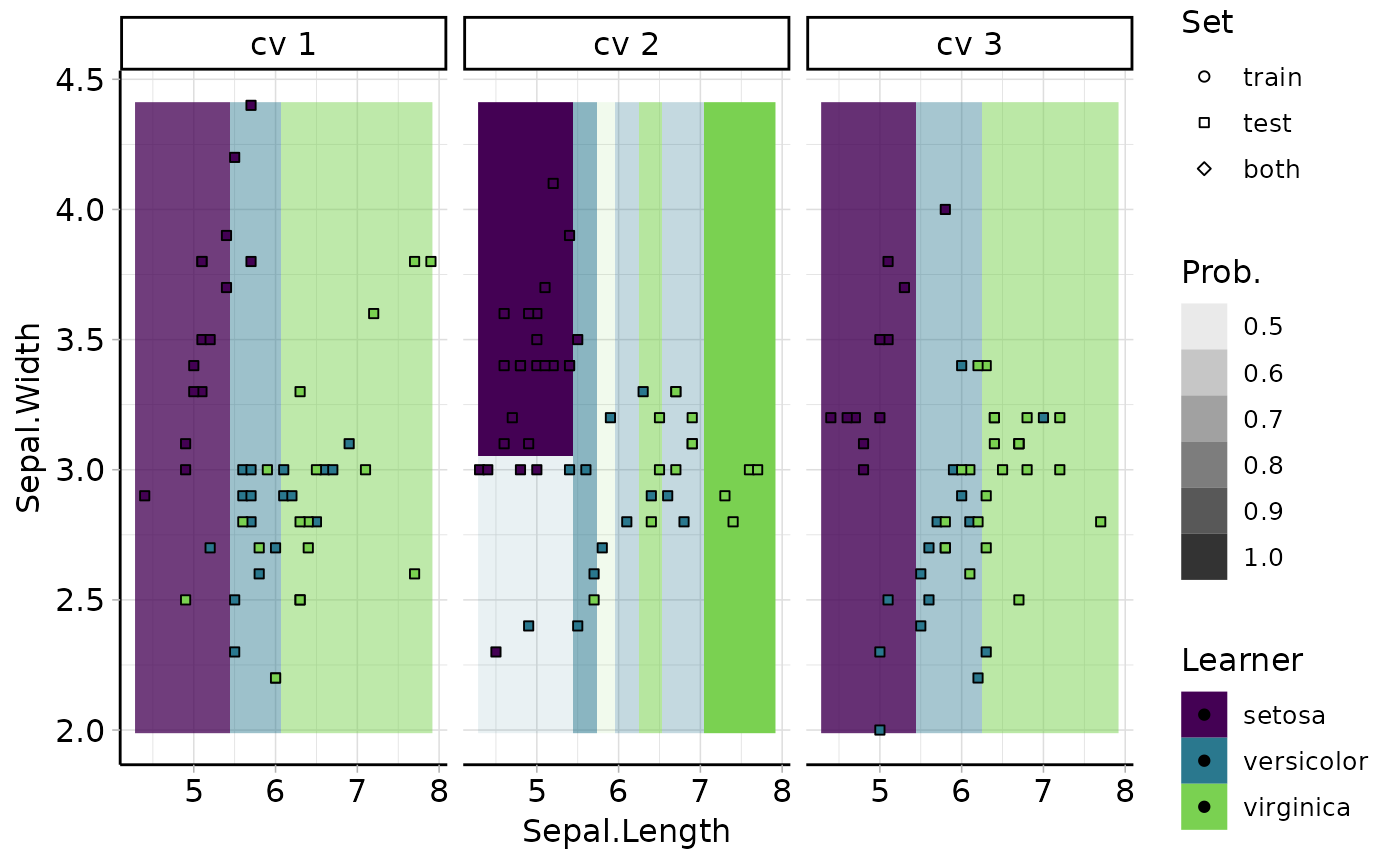 cv 1
cv 2
cv 3
4.5
4.0
3.5
3.0
2.5
2.0
Sepal.Width
5 6 7 8
5 6 7 8
5 6 7 8
Sepal.Length
Set
train
test
both
Prob.
0.5
0.6
0.7
0.8
0.9
1.0
Learner
setosa
versicolor
virginica